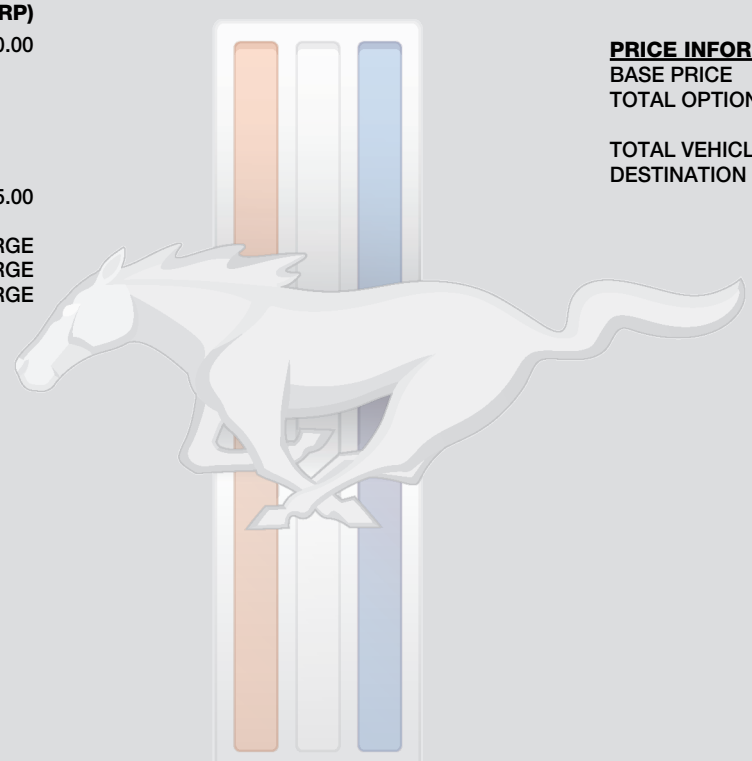 RP)
0.00
5.00
RGE
RGE
RGE
PRICE INFOR
BASE PRICE
TOTAL OPTION
TOTAL VEHICL
DESTINATION